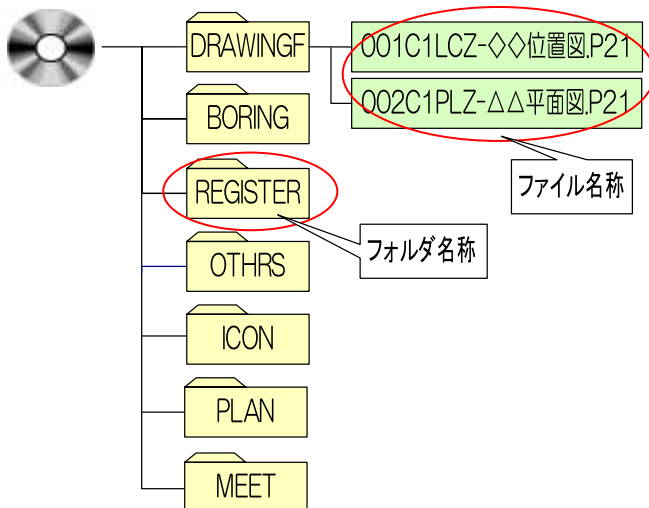 DRAWINGF
001C1LCZ-◇◇位置図.P21
002C1PLZ-△△平面図.P21
BORING
ファイル名称
REGISTER
フォルダ名称
OTHRS
ICON
PLAN
MEET